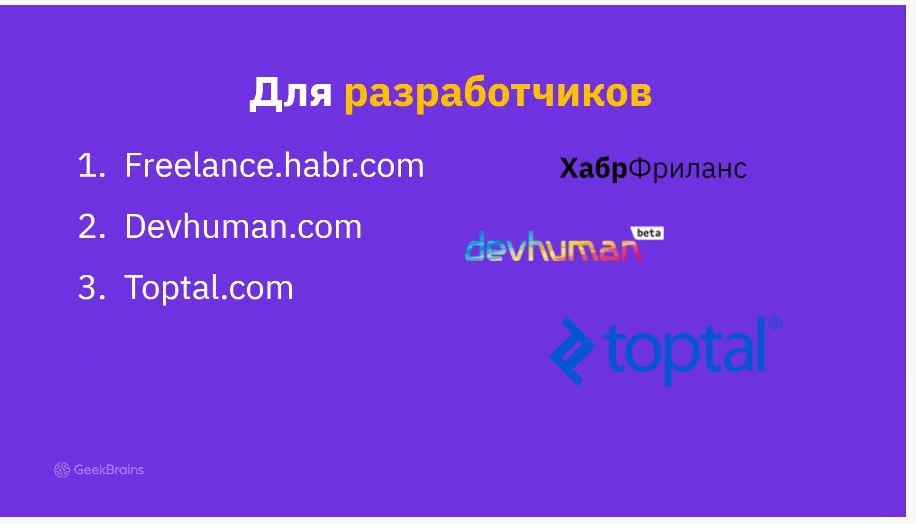 Для разработчиков
1. Freelance.habr.com
ХабрФриланс
2. Devhuman.com
devhuman beta
3. Toptal.com
toptal®
GeekBrains